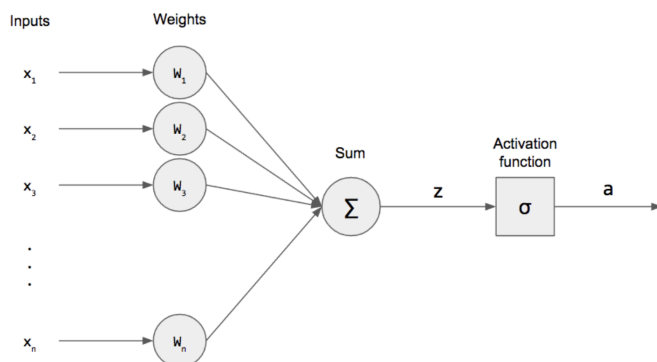 Inputs
Weights
x₁
W₁
x₂
W₂
Sum
Activation
function
x₃
W₃
Σ
z
σ
a
.
.
.
xₙ
Wₙ